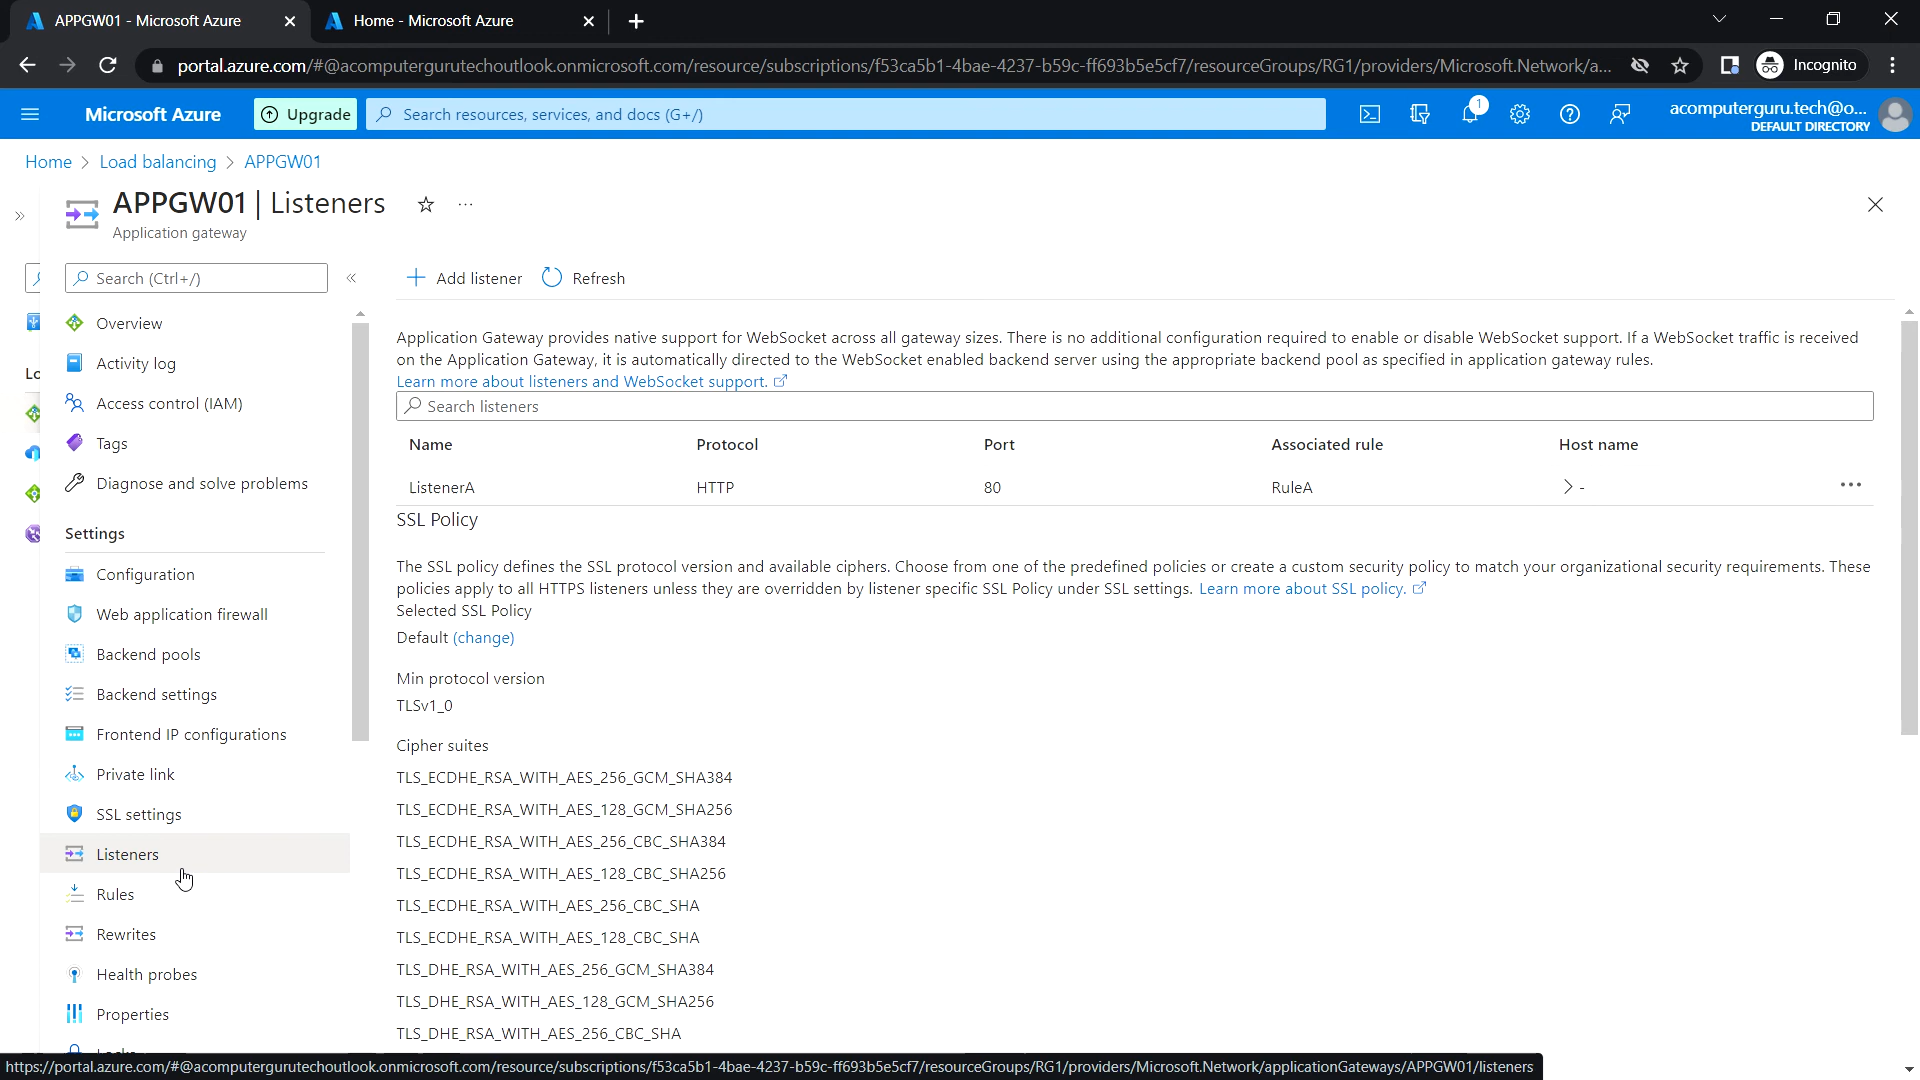 APPGW01 - Microsoft Azure
Home - Microsoft Azure
portal.azure.com/#@acomputergurutechoutlook.onmicrosoft.com/resource/subscriptions/f53ca5b1-4bae-4237-b59c-ff693b5e5cf7/resourceGroups/RG1/providers/Microsoft.Network/a...
Incognito
Microsoft Azure
Upgrade
Search resources, services, and docs (G+/)
1
acomputerguru.tech@o...
DEFAULT DIRECTORY
Home > Load balancing > APPGW01
APPGW01 | Listeners
Application gateway
Search (Ctrl+/)
Overview
Activity log
Access control (IAM)
Tags
Diagnose and solve problems
Settings
Configuration
Web application firewall
Backend pools
Backend settings
Frontend IP configurations
Private link
SSL settings
Listeners
Rules
Rewrites
Health probes
Properties
Add listener
Refresh
Application Gateway provides native support for WebSocket across all gateway sizes. There is no additional configuration required to enable or disable WebSocket support. If a WebSocket traffic is received
on the Application Gateway, it is automatically directed to the WebSocket enabled backend server using the appropriate backend pool as specified in application gateway rules.
Learn more about listeners and WebSocket support.
Search listeners
Name Protocol Port Associated rule Host name
ListenerA HTTP 80 RuleA > -
SSL Policy
The SSL policy defines the SSL protocol version and available ciphers. Choose from one of the predefined policies or create a custom security policy to match your organizational security requirements. These
policies apply to all HTTPS listeners unless they are overridden by listener specific SSL Policy under SSL settings. Learn more about SSL policy.
Selected SSL Policy
Default (change)
Min protocol version
TLSv1_0
Cipher suites
TLS_ECDHE_RSA_WITH_AES_256_GCM_SHA384
TLS_ECDHE_RSA_WITH_AES_128_GCM_SHA256
TLS_ECDHE_RSA_WITH_AES_256_CBC_SHA384
TLS_ECDHE_RSA_WITH_AES_128_CBC_SHA256
TLS_ECDHE_RSA_WITH_AES_256_CBC_SHA
TLS_ECDHE_RSA_WITH_AES_128_CBC_SHA
TLS_DHE_RSA_WITH_AES_256_GCM_SHA384
TLS_DHE_RSA_WITH_AES_128_GCM_SHA256
TLS_DHE_RSA_WITH_AES_256_CBC_SHA
https://portal.azure.com/#@acomputergurutechoutlook.onmicrosoft.com/resource/subscriptions/f53ca5b1-4bae-4237-b59c-ff693b5e5cf7/resourceGroups/RG1/providers/Microsoft.Network/applicationGateways/APPGW01/listeners